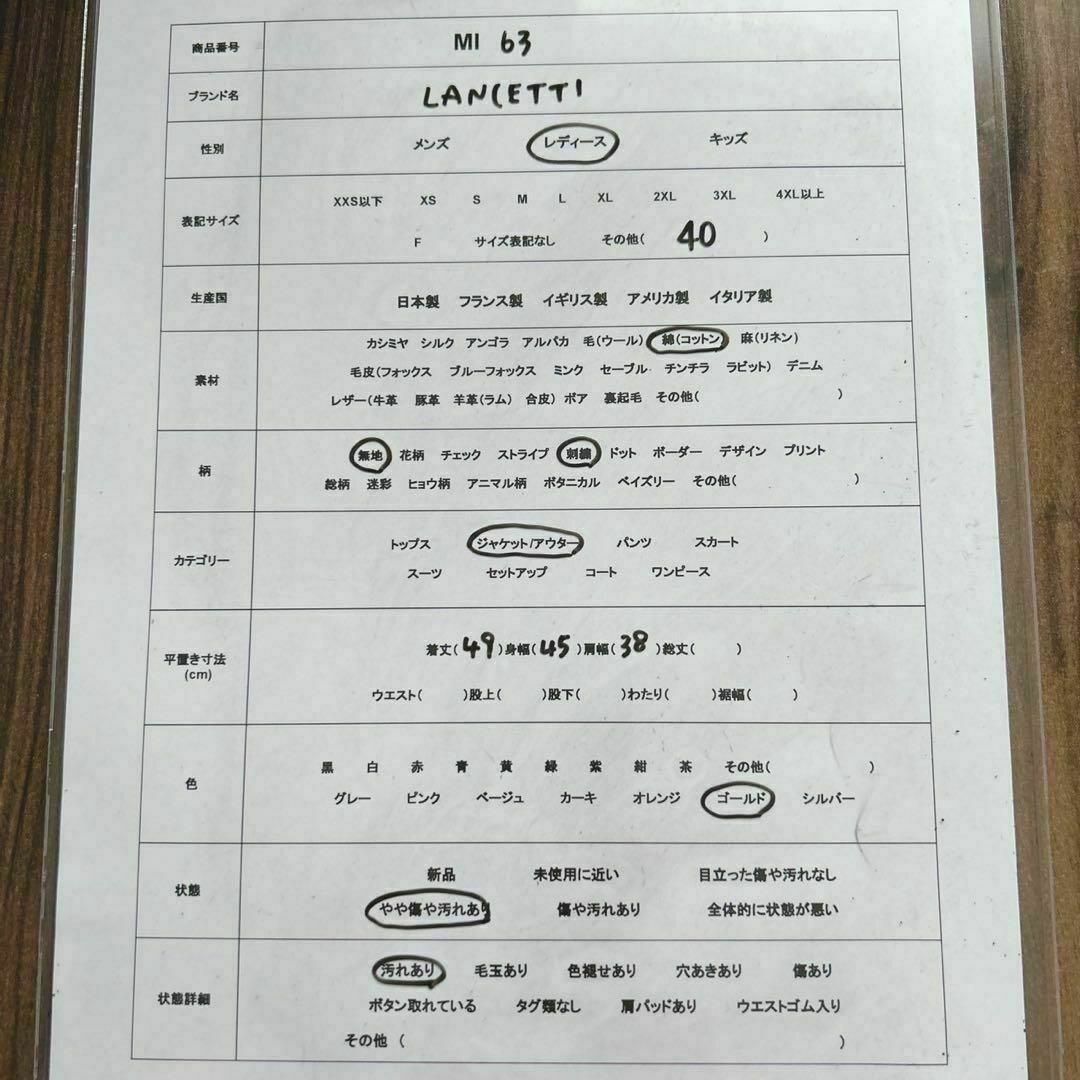 商品番号 MI 63
ブランド名 LANCETTI
性別 メンズ レディース キッズ
表記サイズ
XXS以下 XS S M L XL 2XL 3XL 4XL以上
F サイズ表記なし その他( 40 )
生産国 日本製 フランス製 イギリス製 アメリカ製 イタリア製
素材
カシミヤ シルク アンゴラ アルパカ 毛(ウール) 綿(コットン) 麻(リネン)
毛皮(フォックス ブルーフォックス ミンク セーブル チンチラ ラビット) デニム
レザー(牛革 豚革 羊革(ラム) 合皮) ボア 裏起毛 その他( )
柄
無地 花柄 チェック ストライプ 刺繍 ドット ボーダー デザイン プリント
総柄 迷彩 ヒョウ柄 アニマル柄 ボタニカル ペイズリー その他( )
カテゴリー
トップス ジャケット/アウター パンツ スカート
スーツ セットアップ コート ワンピース
平置き寸法
(cm)
着丈(49)身幅(45)肩幅(38)総丈( )
ウエスト( )股上( )股下( )わたり( )裾幅( )
色
黒 白 赤 青 黄 緑 紫 紺 茶 その他( )
グレー ピンク ベージュ カーキ オレンジ ゴールド シルバー
状態
新品 未使用に近い 目立った傷や汚れなし
やや傷や汚れあり 傷や汚れあり 全体的に状態が悪い
状態詳細
汚れあり 毛玉あり 色褪せあり 穴あきあり 傷あり
ボタン取れている タグ類なし 肩パッドあり ウエストゴム入り
その他 ( )